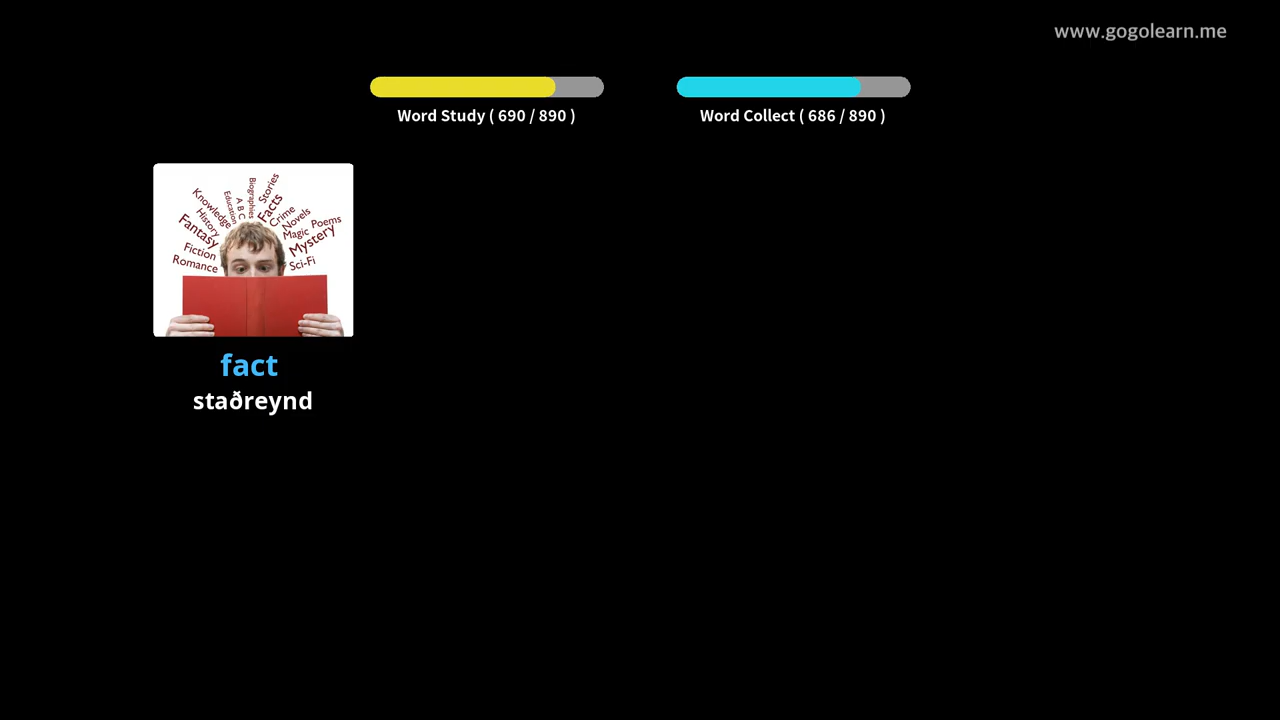 www.gogolearn.me
Word Study ( 690 / 890 )
Word Collect ( 686 / 890 )
Stories
Biographies
Facts
A B C
Education
Knowledge
Crime
History
Novels
Poems
Fantasy
Magic
Mystery
Fiction
Romance
Sci-Fi
fact
staðreynd